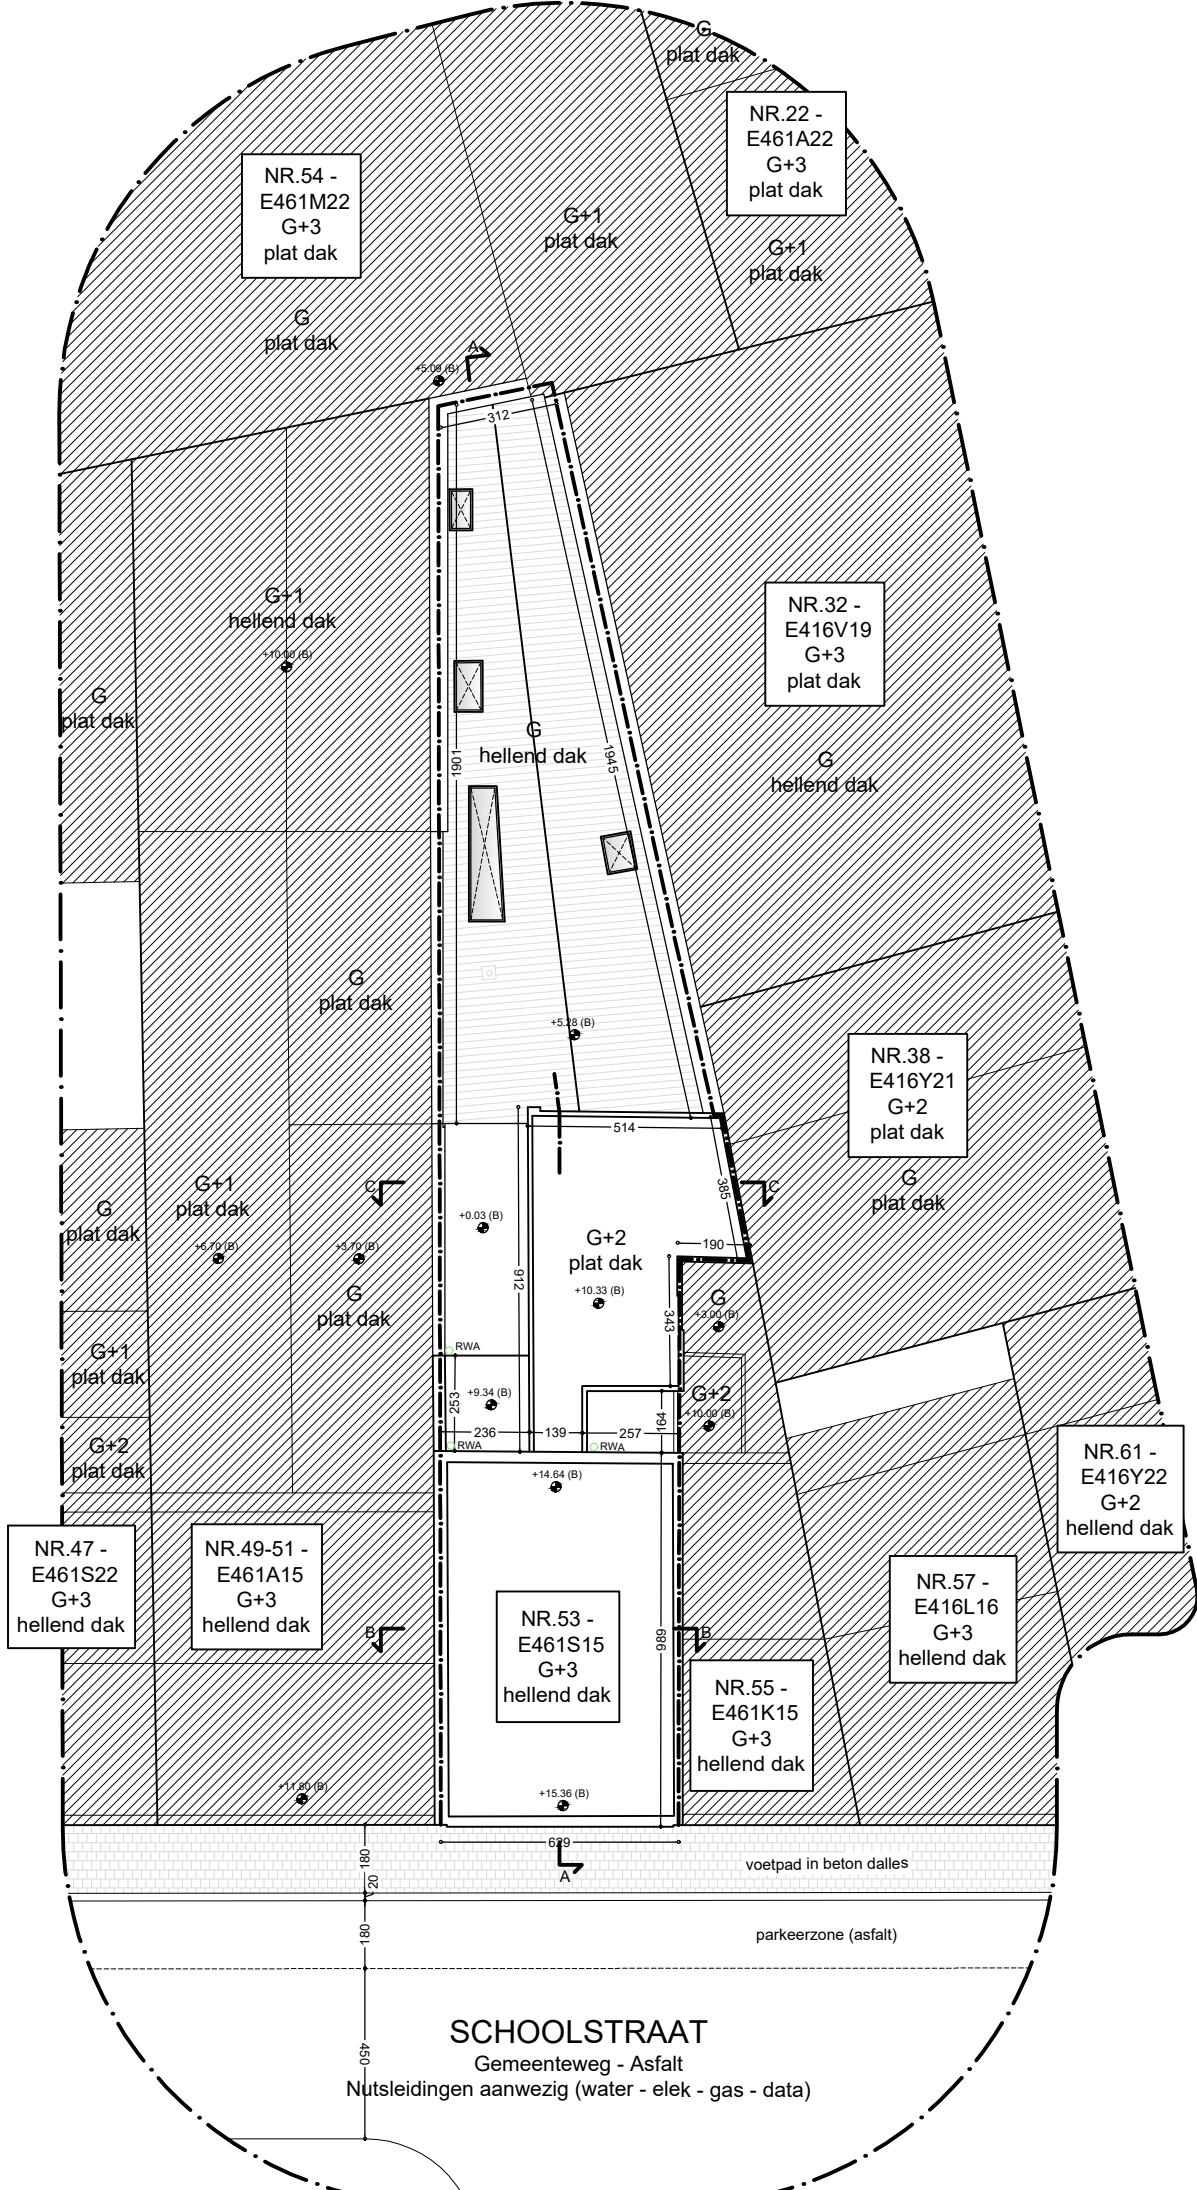 G
plat dak
NR.22 -
E461A22
G+3
plat dak
NR.54 -
E461M22
G+3
plat dak
G+1
plat dak
G+1
plat dak
G
plat dak
A
+5.09 (B)
312
G+1
hellend dak
+10.00 (B)
NR.32 -
E416V19
G+3
plat dak
G
plat dak
G
hellend dak
1901
1945
G
hellend dak
G
plat dak
+5.28 (B)
NR.38 -
E416Y21
G+2
plat dak
514
385
G
plat dak
C
C
G+1
plat dak
G
plat dak
+0.03 (B)
G+2
plat dak
190
+6.70 (B)
+3.70 (B)
912
+10.33 (B)
G
plat dak
G
+3.00 (B)
343
G+1
plat dak
RWA
+9.34 (B)
253
G+2
+10.00 (B)
164
236
139
257
RWA
RWA
G+2
plat dak
+14.64 (B)
NR.61 -
E416Y22
G+2
hellend dak
NR.47 -
E461S22
G+3
hellend dak
NR.49-51 -
E461A15
G+3
hellend dak
NR.57 -
E416L16
G+3
hellend dak
NR.53 -
E461S15
G+3
hellend dak
B
B
989
NR.55 -
E461K15
G+3
hellend dak
+11.80 (B)
+15.36 (B)
629
A
180
20
voetpad in beton dalles
180
parkeerzone (asfalt)
450
SCHOOLSTRAAT
Gemeenteweg - Asfalt
Nutsleidingen aanwezig (water - elek - gas - data)